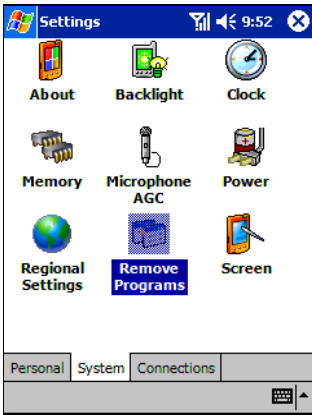 Settings 9:52
About Backlight Clock
Memory Microphone AGC Power
Regional Settings Remove Programs Screen
Personal System Connections